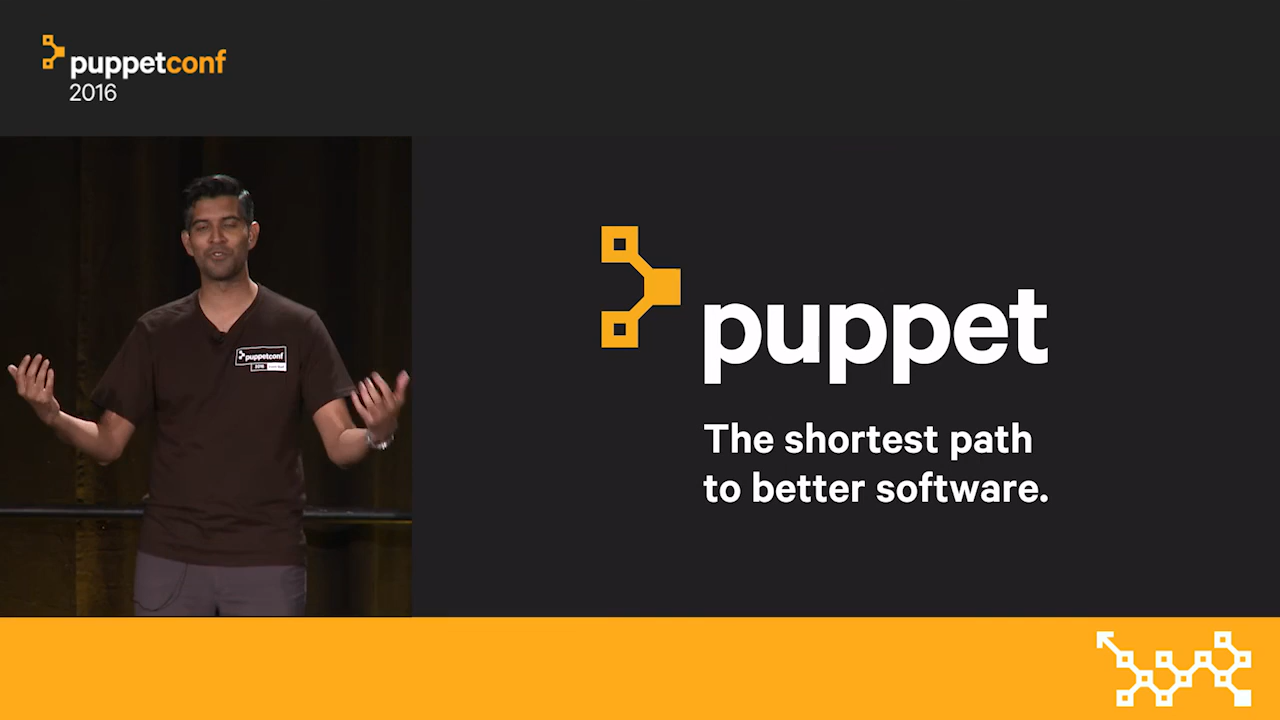 puppetconf
2016
puppetconf
2016
puppet
The shortest path
to better software.